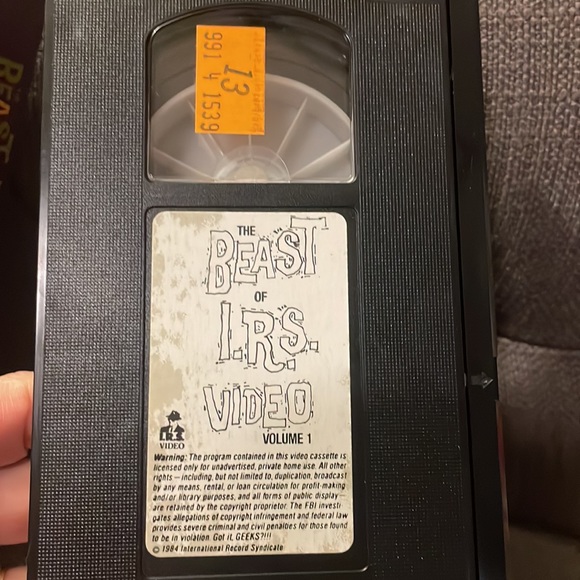 13
991 4 1539
THE
BEAST
OF
I.R.S.
VIDEO
I.R.S.
VIDEO
VOLUME 1
Warning: The program contained in this video cassette is
licensed only for unadvertised, private home use. All other
rights — including, but not limited to, duplication, broadcast
by any means, rental, or loan circulation for profit-making
and/or library purposes, and all forms of public display
are retained by the copyright proprietor. The FBI investi
gates allegations of copyright infringement and federal law
provides severe criminal and civil penalties for those found
to be in violation. Got it, GEEKS?!!!
© 1984 International Record Syndicate
BEAST